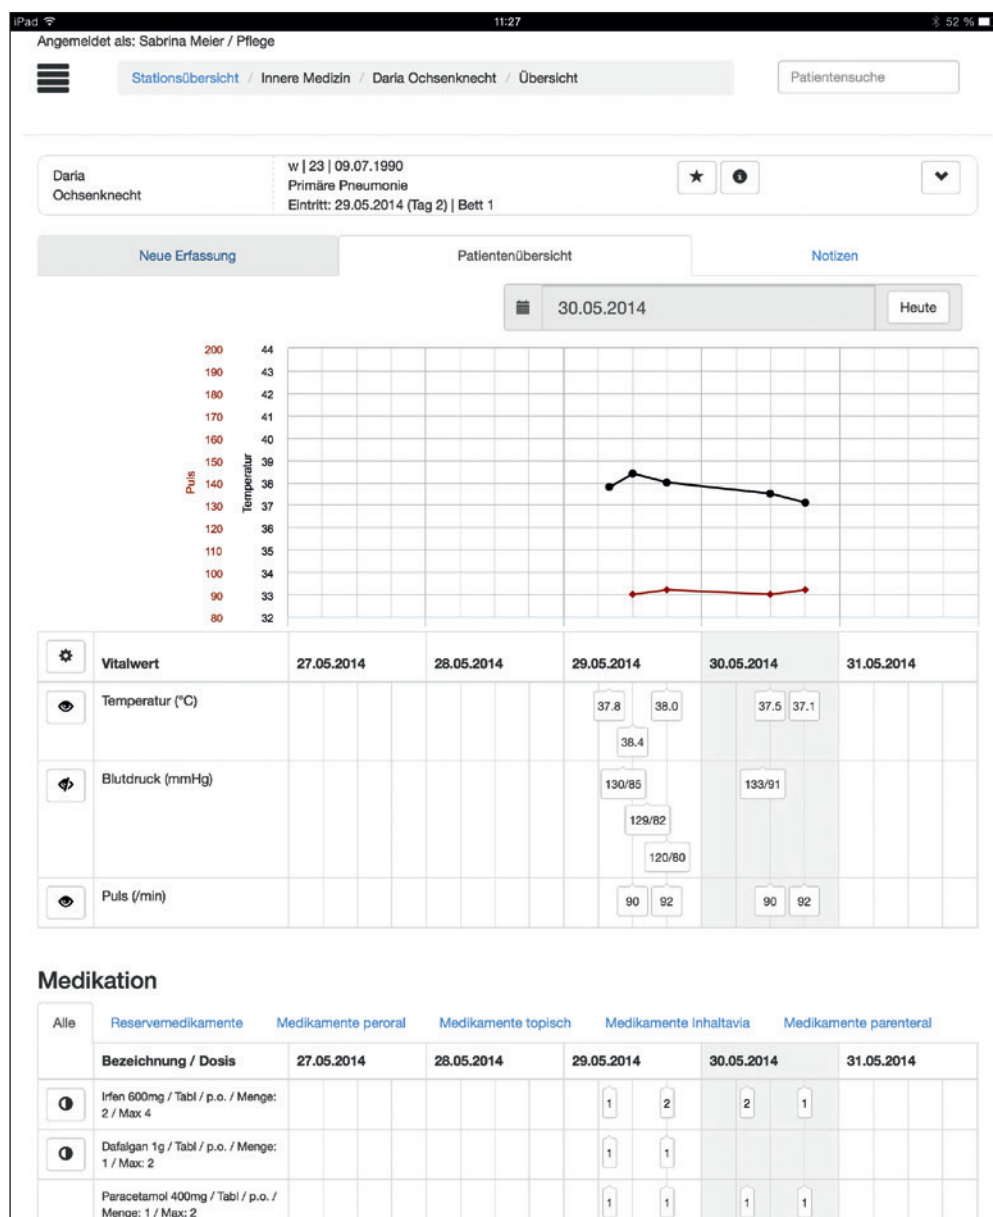 iPad 11:27 52 %
Angemeldet als: Sabrina Meier / Pflege
Stationsübersicht / Innere Medizin / Daria Ochsenknecht / Übersicht
Patientensuche
Daria
Ochsenknecht
w | 23 | 09.07.1990
Primäre Pneumonie
Eintritt: 29.05.2014 (Tag 2) | Bett 1
Neue Erfassung Patientenübersicht Notizen
30.05.2014 Heute
Puis
Temperatur
200 44
190 43
180 42
170 41
160 40
150 39
140 38
130 37
120 36
110 35
100 34
90 33
80 32
Vitalwert 27.05.2014 28.05.2014 29.05.2014 30.05.2014 31.05.2014
Temperatur (°C) 37.8 38.0 37.5 37.1
38.4
Blutdruck (mmHg) 130/85 133/91
129/82
120/80
Puls (/min) 90 92 90 92
Medikation
Alle Reservemedikamente Medikamente peroral Medikamente topisch Medikamente Inhaltavia Medikamente parenteral
Bezeichnung / Dosis 27.05.2014 28.05.2014 29.05.2014 30.05.2014 31.05.2014
Irfen 600mg / Tabl / p.o. / Menge:
2 / Max 4
1 2 2 1
Dafalgan 1g / Tabl / p.o. / Menge:
1 / Max: 2
1 1
Paracetamol 400mg / Tabl / p.o. /
Menge: 1 / Max: 2
1 1 1 1